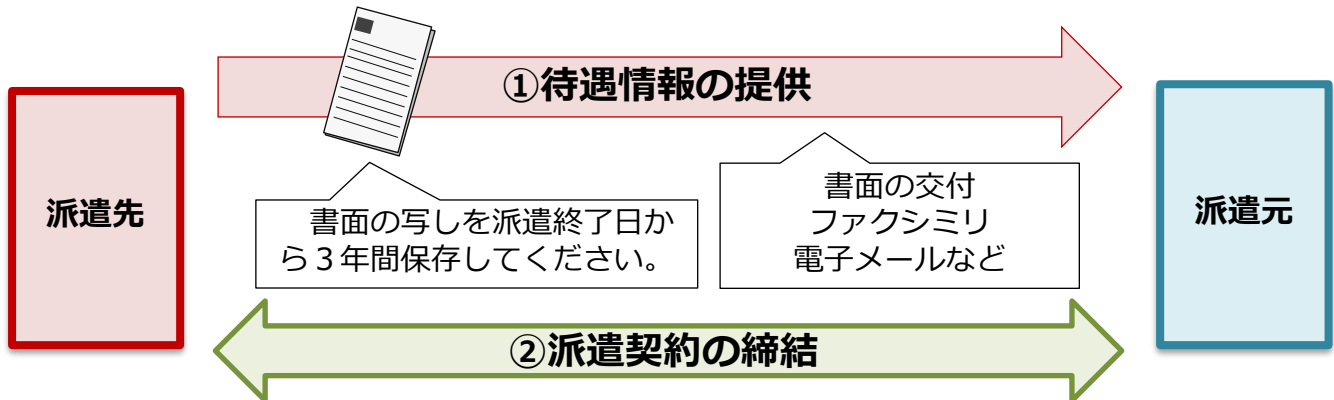 ①待遇情報の提供
派遣先
書面の写しを派遣終了日か
ら３年間保存してください。
書面の交付
ファクシミリ
電子メールなど
派遣元
②派遣契約の締結